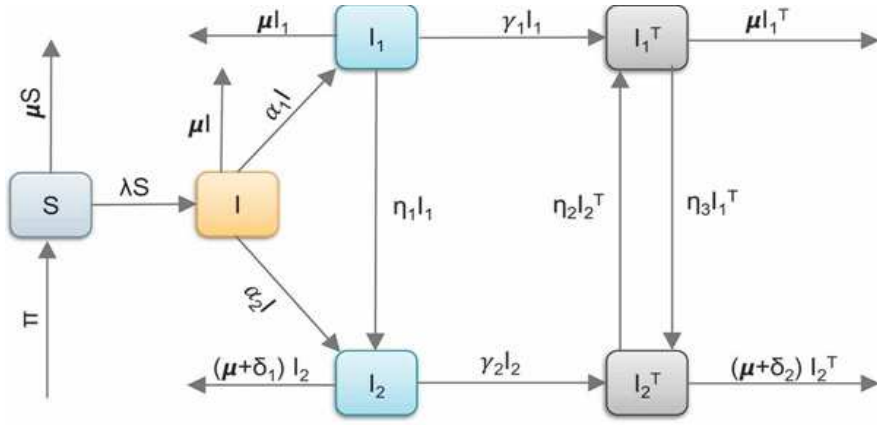 μI₁ I₁ γ₁I₁ I₁ᵀ μI₁ᵀ
μS μI α₁I
S λS I η₁I₁ η₂I₂ᵀ η₃I₁ᵀ
π α₂I
(μ+δ₁) I₂ I₂ γ₂I₂ I₂ᵀ (μ+δ₂) I₂ᵀ